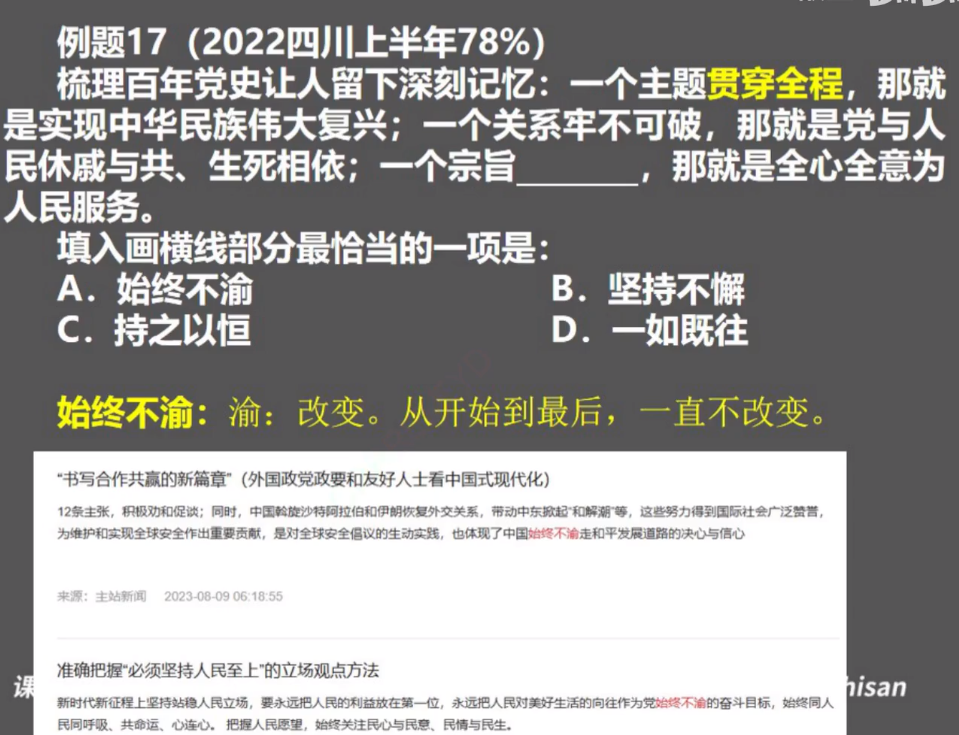 例题17（2022四川上半年78%）
梳理百年党史让人留下深刻记忆：一个主题贯穿全程，那就
是实现中华民族伟大复兴；一个关系牢不可破，那就是党与人
民休戚与共、生死相依；一个宗旨_______，那就是全心全意为
人民服务。
填入画横线部分最恰当的一项是：
A．始终不渝 B．坚持不懈
C．持之以恒 D．一如既往
始终不渝：渝：改变。从开始到最后，一直不改变。
“书写合作共赢的新篇章”（外国政党政要和友好人士看中国式现代化）
12条主张，积极劝和促谈；同时，中国斡旋沙特阿拉伯和伊朗恢复外交关系，带动中东掀起“和解潮”等，这些努力得到国际社会广泛赞誉，
为维护和实现全球安全作出重要贡献，是对全球安全倡议的生动实践，也体现了中国始终不渝走和平发展道路的决心与信心
来源：主站新闻 2023-08-09 06:18:55
准确把握“必须坚持人民至上”的立场观点方法
课 hisan
新时代新征程上坚持站稳人民立场，要永远把人民的利益放在第一位，永远把人民对美好生活的向往作为党始终不渝的奋斗目标，始终同人
民同呼吸、共命运、心连心。 把握人民愿望，始终关注民心与民意、民情与民生。